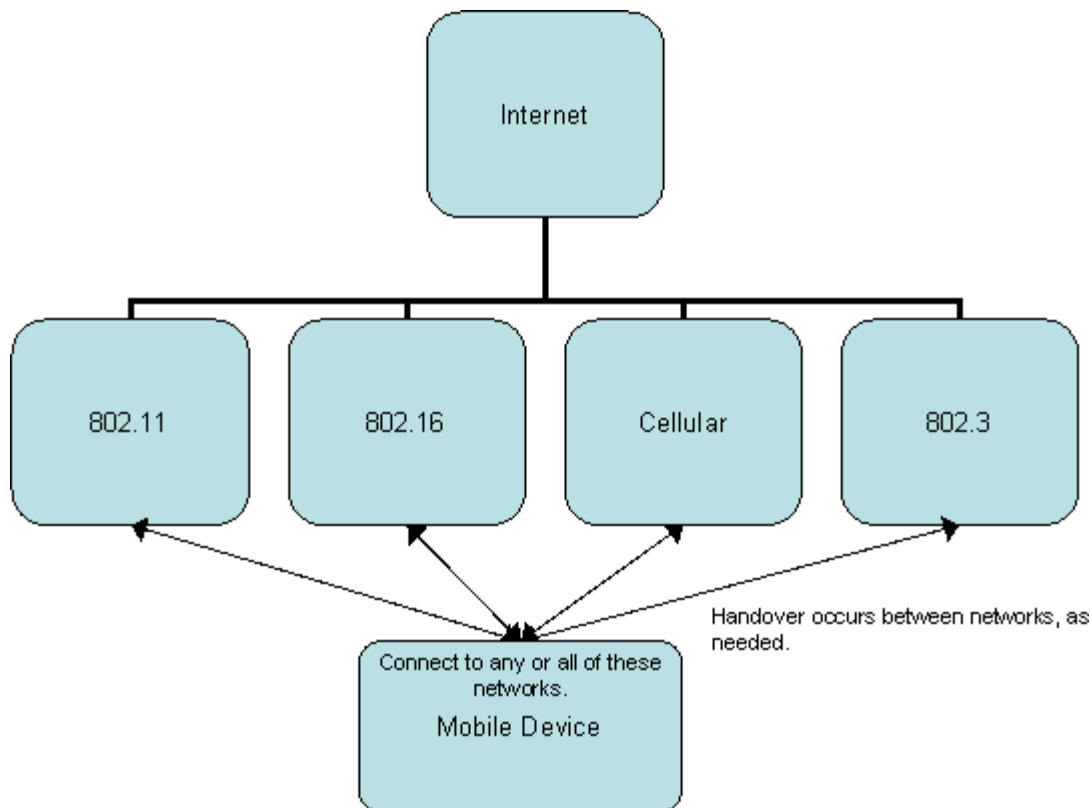 Internet
802.11
802.16
Cellular
802.3
Handover occurs between networks, as
needed.
Connect to any or all of these
networks.
Mobile Device